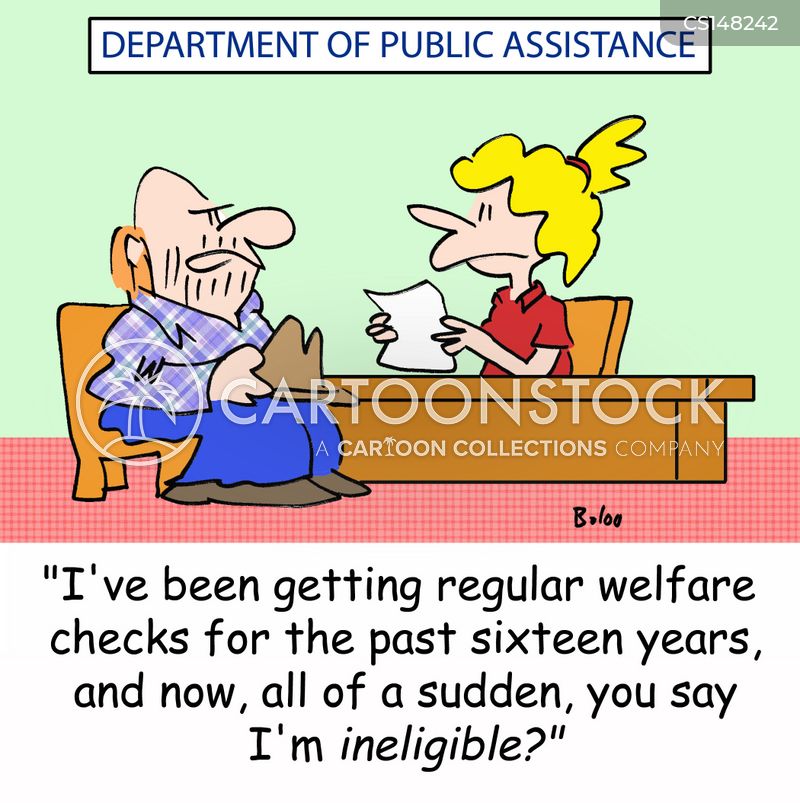 CS148242
DEPARTMENT OF PUBLIC ASSISTANCE
CARTOONSTOCK
A CARTOON COLLECTIONS COMPANY
Baloo
"I've been getting regular welfare
checks for the past sixteen years,
and now, all of a sudden, you say
I'm ineligible?"